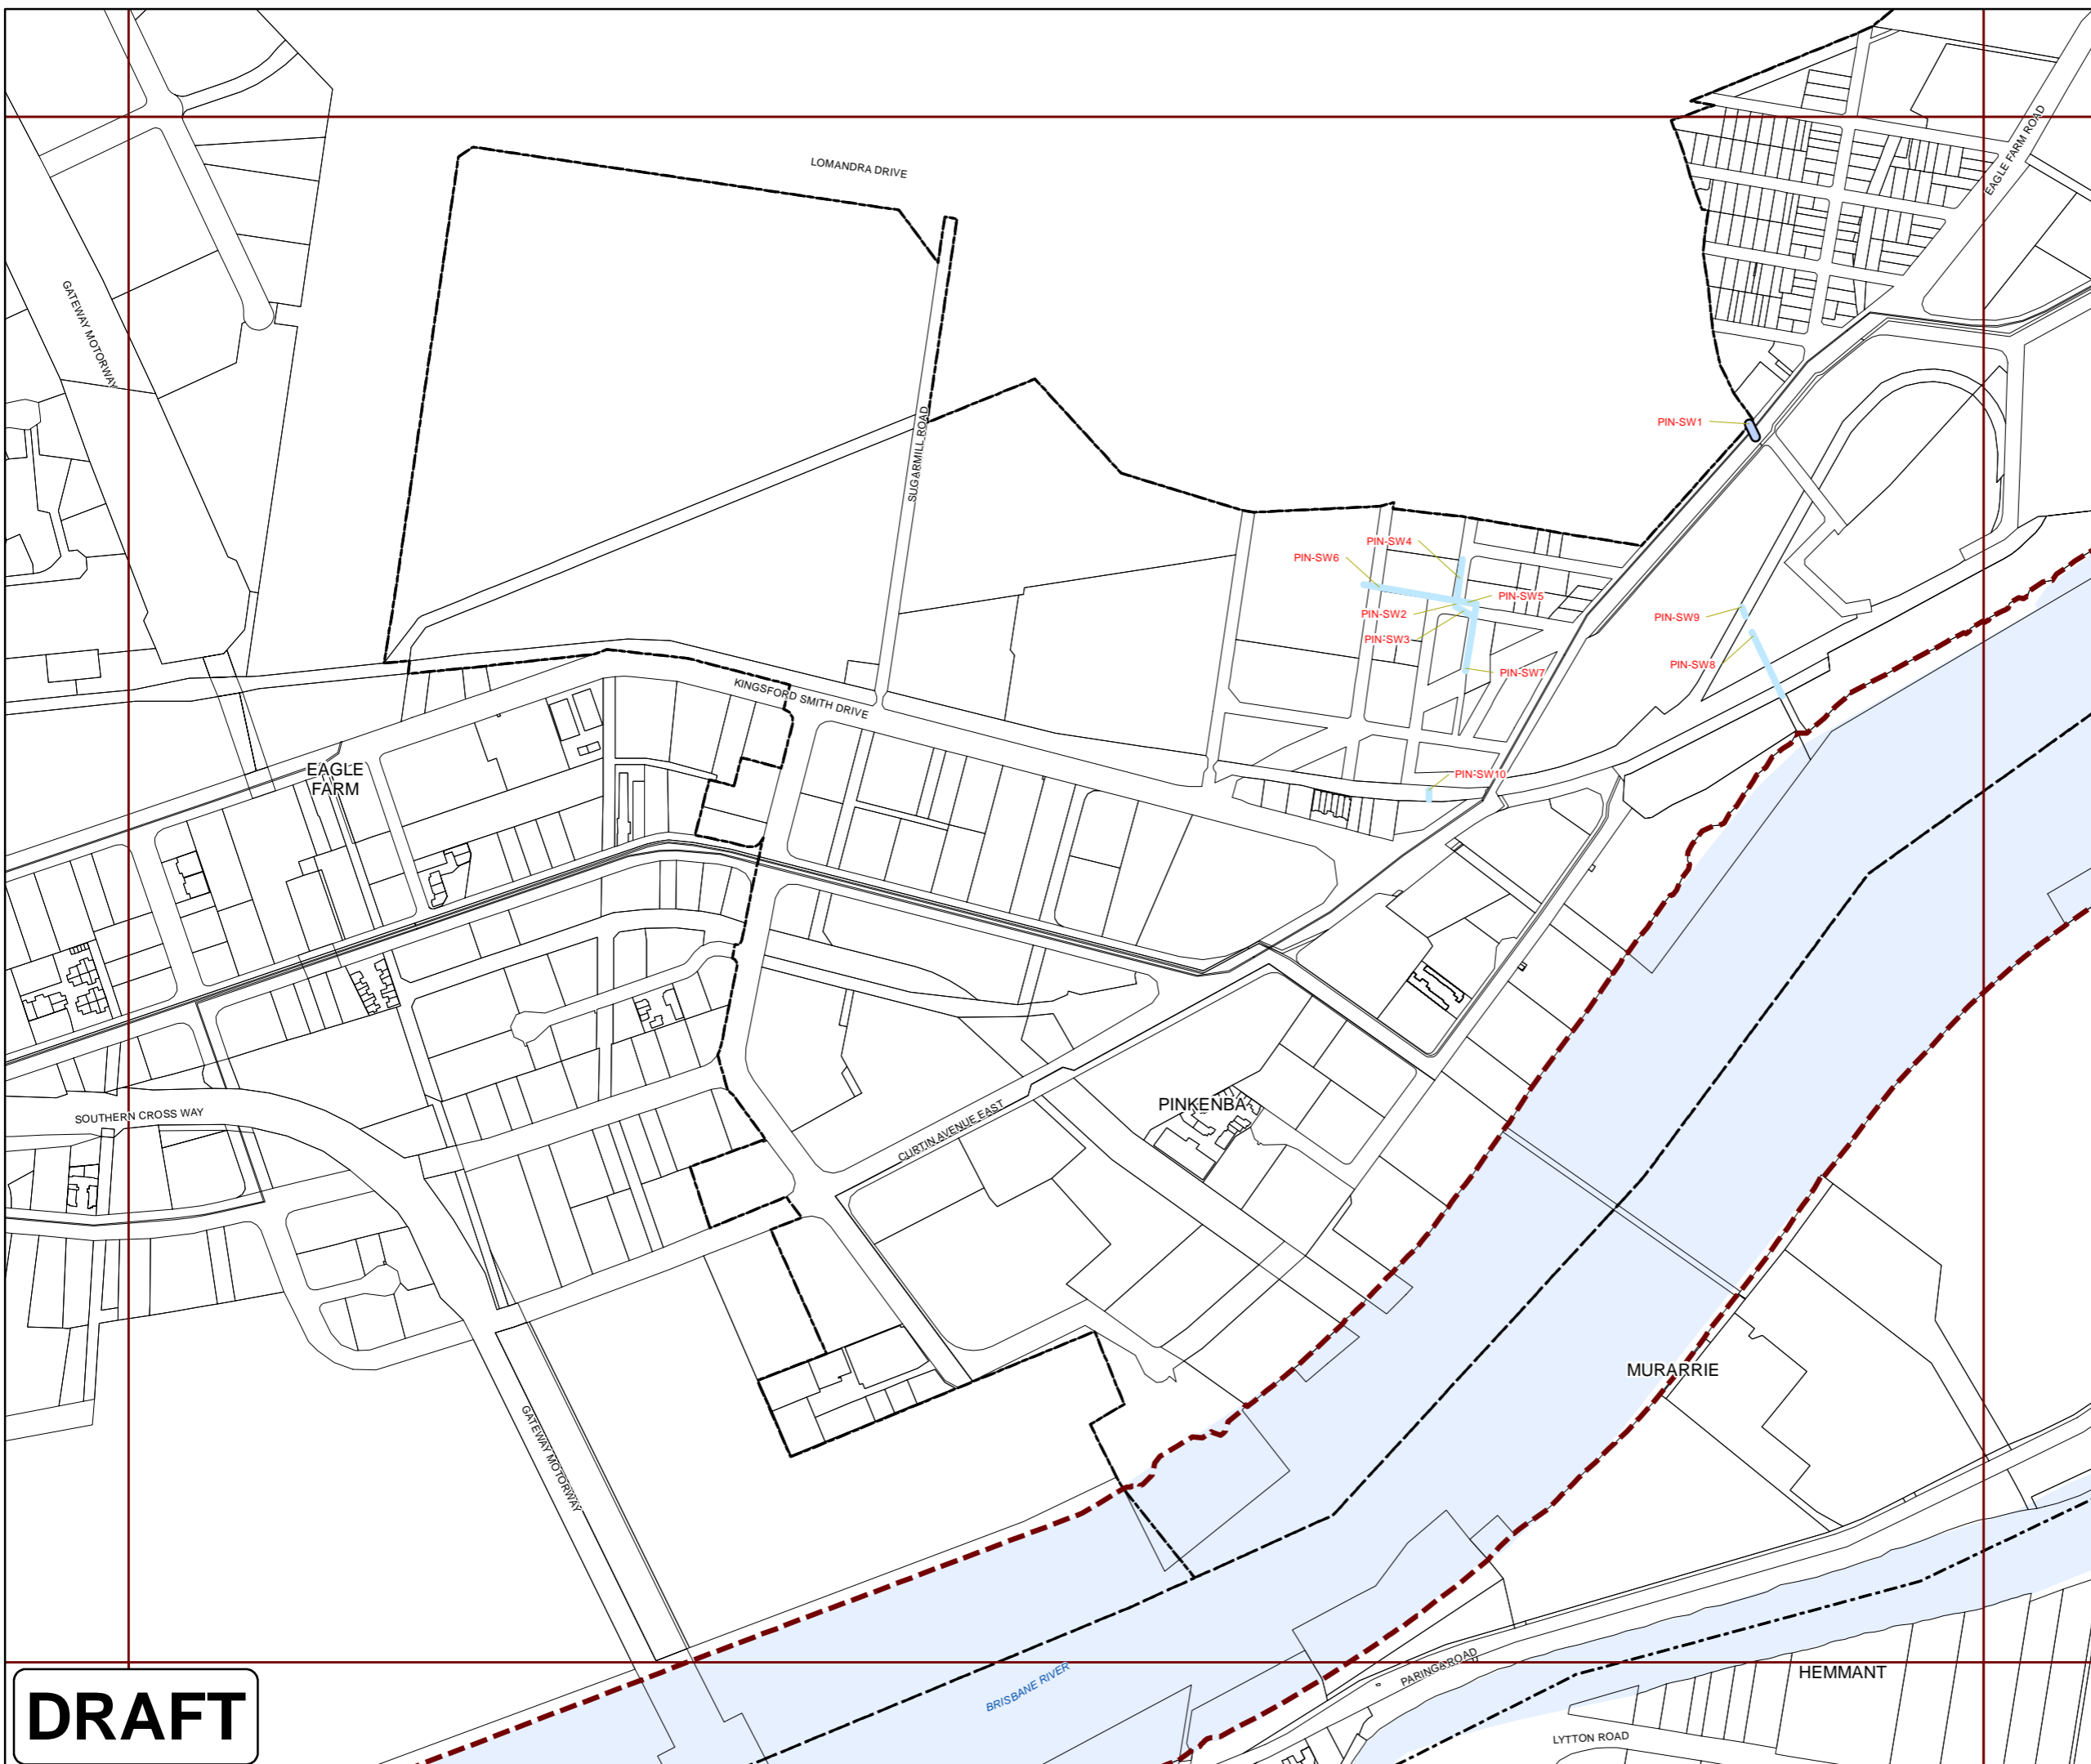 LOMANDRA DRIVE
EAGLE FARM ROAD
GATEWAY MOTORWAY
SUGARMILL ROAD
PIN-SW1
PIN-SW4
PIN-SW6
PIN-SW5
PIN-SW2
PIN-SW3
PIN-SW9
PIN-SW8
PIN-SW7
KINGSFORD SMITH DRIVE
EAGLE
FARM
PIN-SW10
SOUTHERN CROSS WAY
CURTIN AVENUE EAST
PINKENBA
MURARRIE
GATEWAY MOTORWAY
BRISBANE RIVER
PARINGA ROAD
HEMMANT
LYTTON ROAD
DRAFT